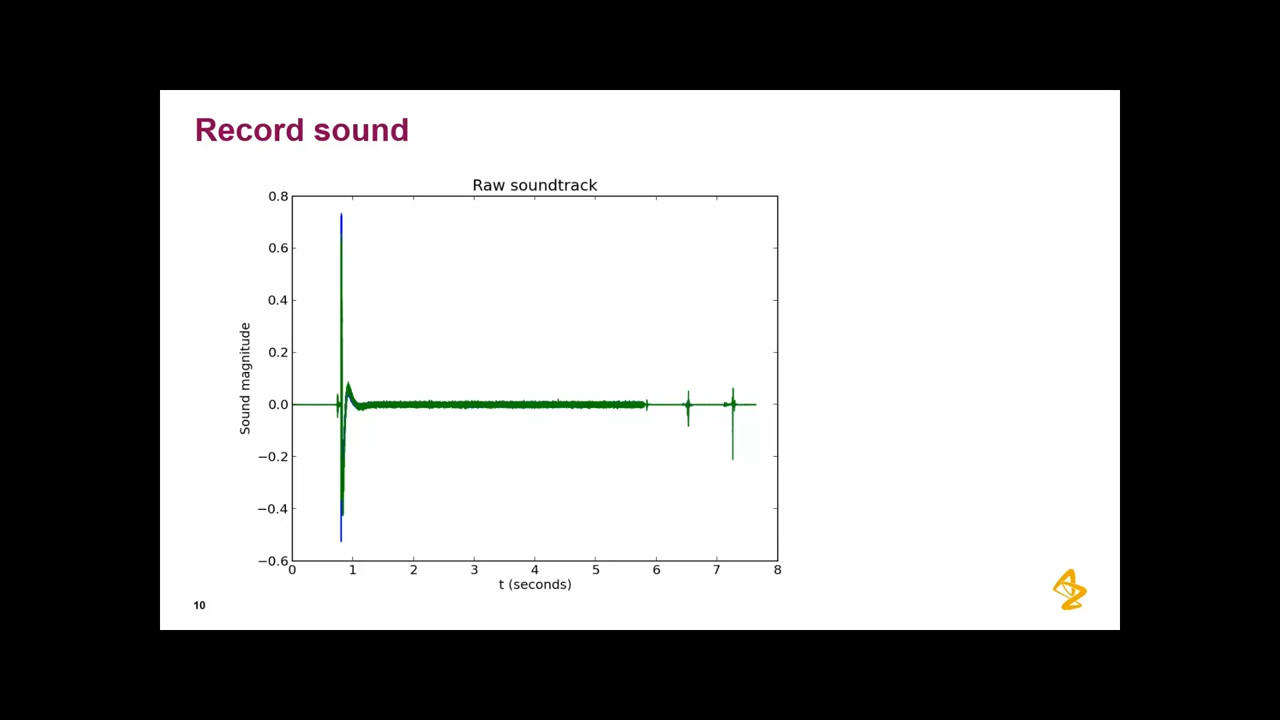 Record sound
Raw soundtrack
0.8
0.6
0.4
0.2
0.0
−0.2
−0.4
−0.6
Sound magnitude
0 1 2 3 4 5 6 7 8
t (seconds)
10